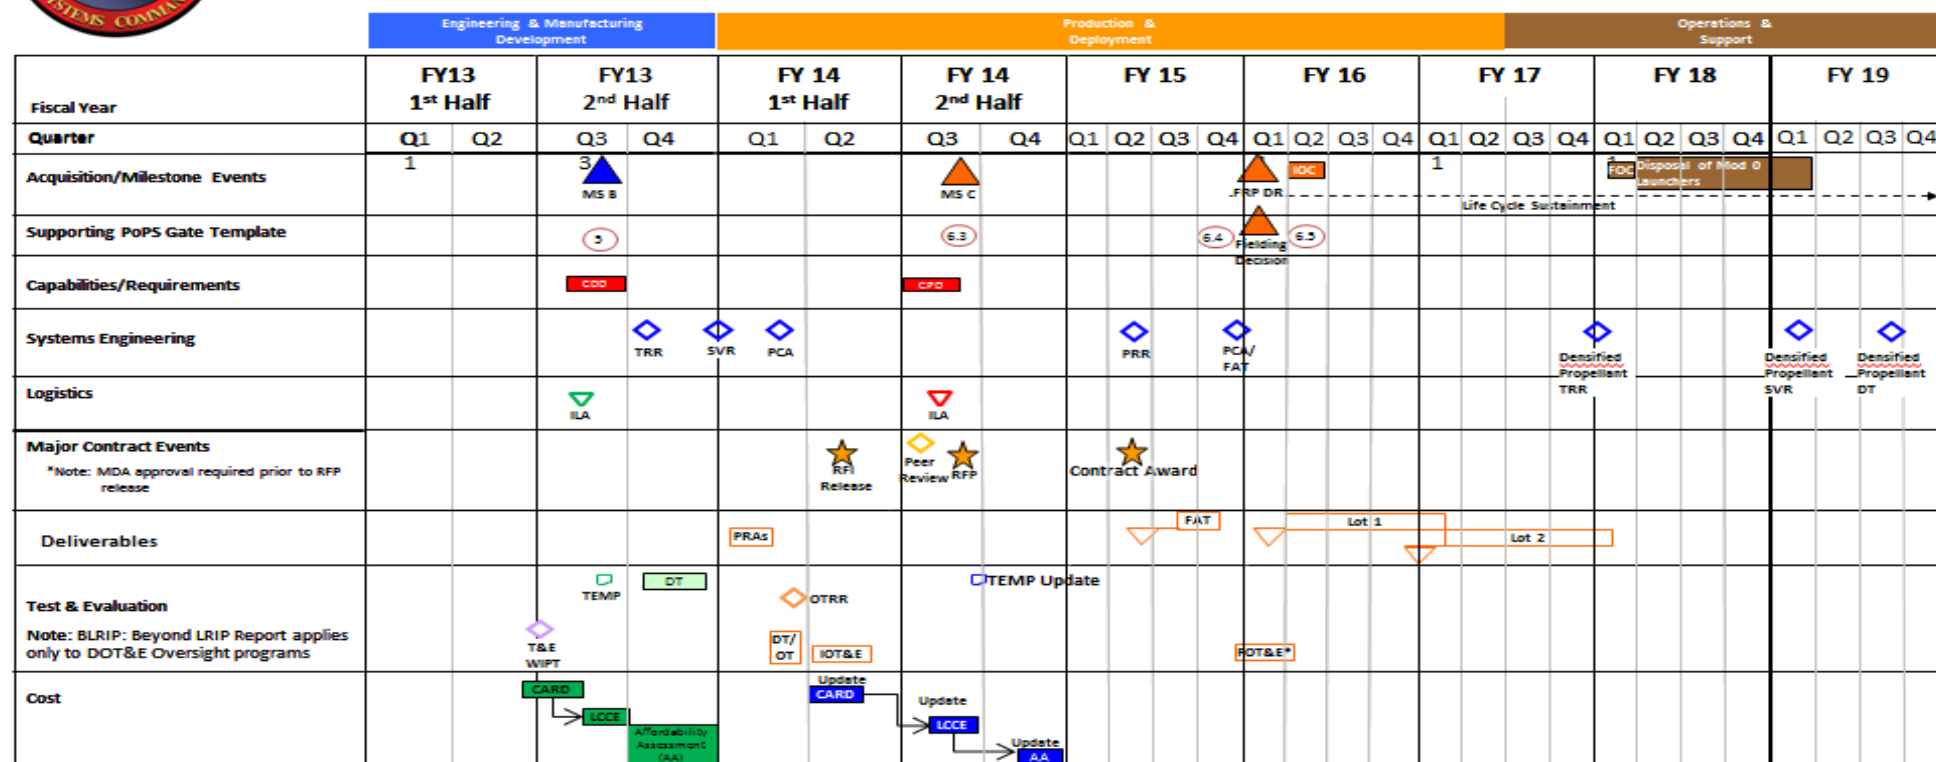 SYSTEMS COMMAND
Engineering & Manufacturing
Development
Production &
Deployment
Operations &
Support
Fiscal Year
FY13
1st Half
FY13
2nd Half
FY 14
1st Half
FY 14
2nd Half
FY 15
FY 16
FY 17
FY 18
FY 19
Quarter
Q1 Q2 Q3 Q4 Q1 Q2 Q3 Q4 Q1 Q2 Q3 Q4 Q1 Q2 Q3 Q4 Q1 Q2 Q3 Q4 Q1 Q2 Q3 Q4 Q1 Q2 Q3 Q4
Acquisition/Milestone Events
1
3
MS B
MS C
FRP DR
IOC
1
FOC
Disposal of Mod 0
Launchers
Life Cycle Sustainment
Supporting PoPS Gate Template
5
6.3
6.4
Fielding
Decision
6.5
Capabilities/Requirements
CDD
CPD
Systems Engineering
TRR
SVR
PCA
PRR
PCA/
FAT
Densified
Propellant
TRR
Densified
Propellant
SVR
Densified
Propellant
DT
Logistics
ILA
ILA
Major Contract Events
*Note: MDA approval required prior to RFP
release
RFI
Release
Peer
Review
RFP
Contract Award
Deliverables
PRAs
FAT
Lot 1
Lot 2
Test & Evaluation
Note: BLRIP: Beyond LRIP Report applies
only to DOT&E Oversight programs
TEMP
DT
T&E
WIPT
OTRR
DT/
OT
IOT&E
TEMP Update
FOT&E*
Cost
CARD
LCCE
Affordability
Assessment
(AA)
Update
CARD
Update
LCCE
Update
AA